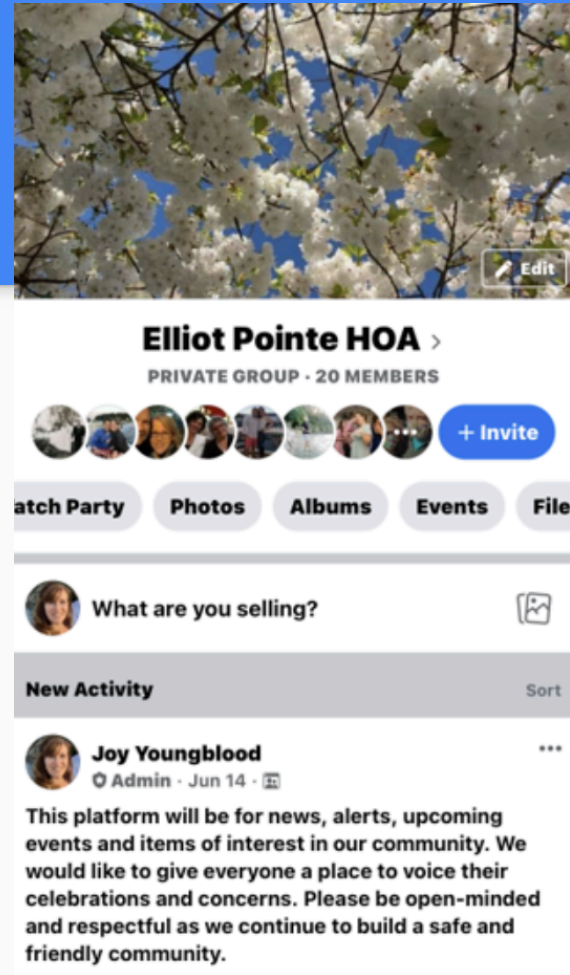 Edit
Elliot Pointe HOA
PRIVATE GROUP · 20 MEMBERS
+ Invite
atch Party Photos Albums Events File
What are you selling?
New Activity Sort
Joy Youngblood
Admin · Jun 14 ·
This platform will be for news, alerts, upcoming
events and items of interest in our community. We
would like to give everyone a place to voice their
celebrations and concerns. Please be open-minded
and respectful as we continue to build a safe and
friendly community.